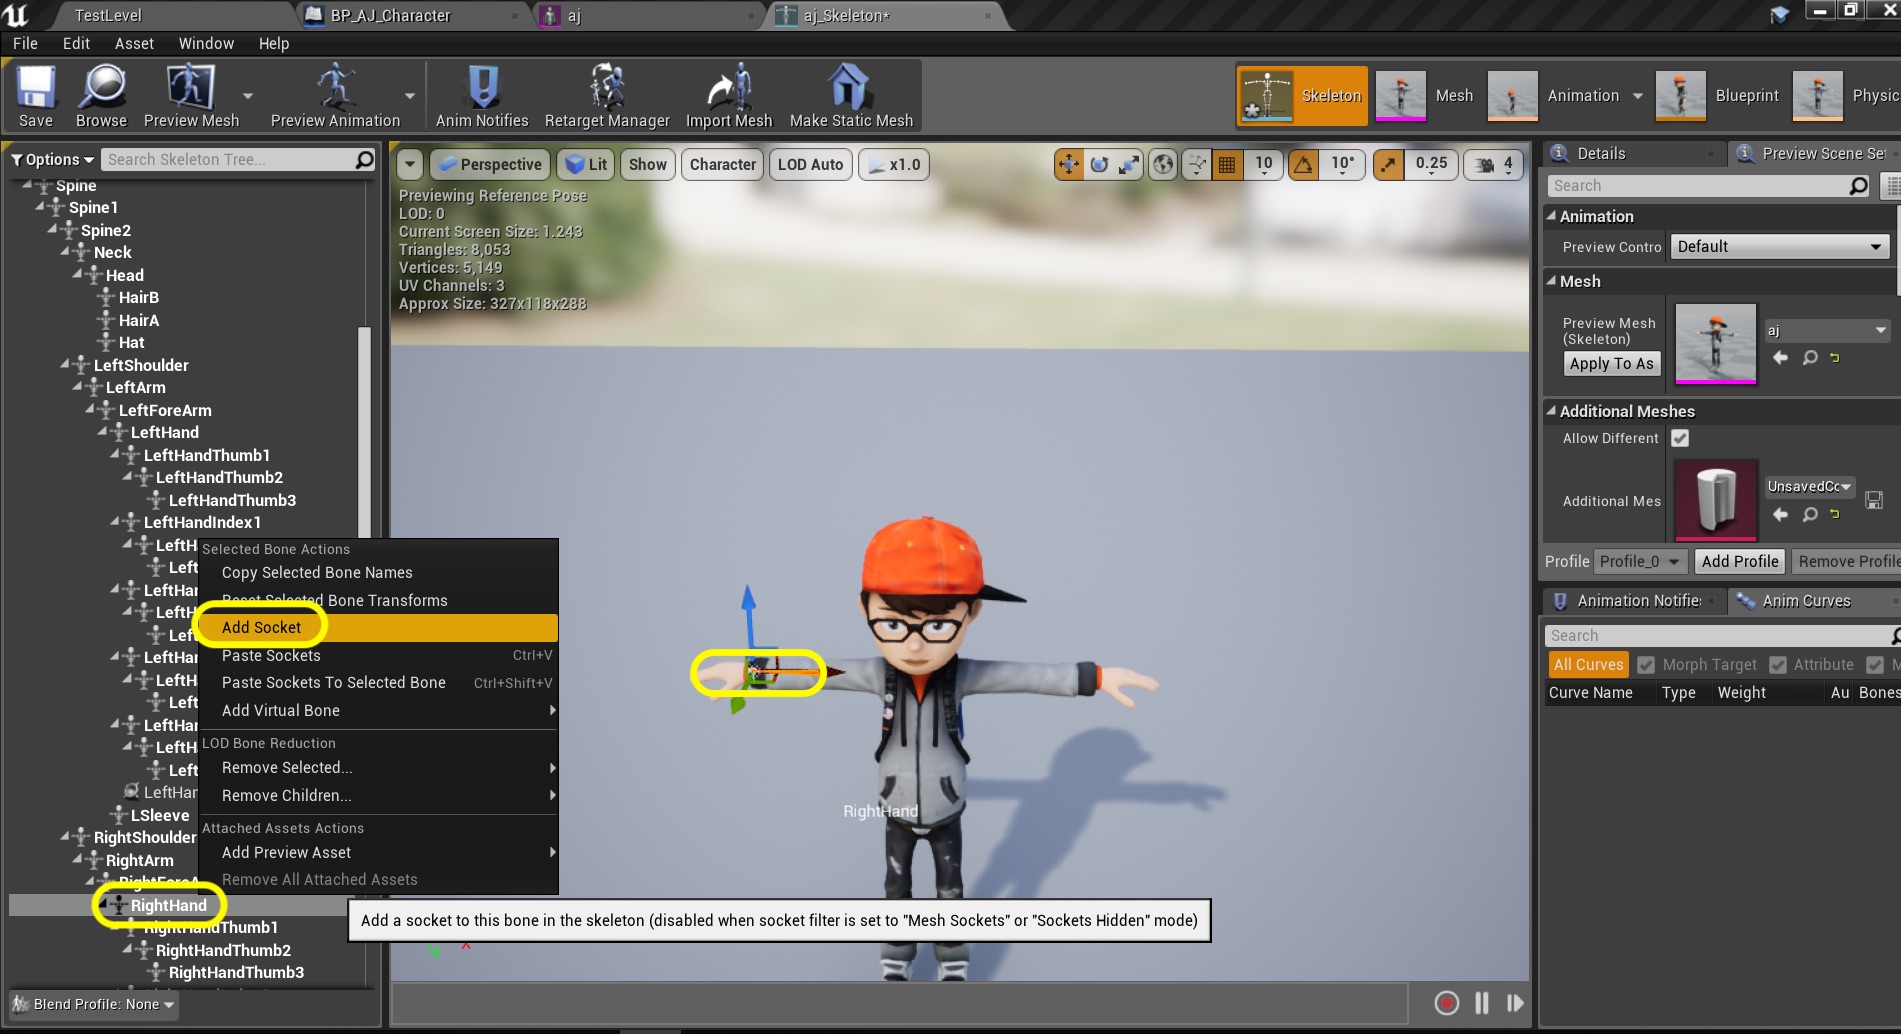 TestLevel
BP_AJ_Character
aj
aj_Skeleton*
File Edit Asset Window Help
Save
Browse
Preview Mesh
Preview Animation
Anim Notifies
Retarget Manager
Import Mesh
Make Static Mesh
Skeleton
Mesh
Animation
Blueprint
Physic
Options
Search Skeleton Tree...
Spine
Spine1
Spine2
Neck
Head
HairB
HairA
Hat
LeftShoulder
LeftArm
LeftForeArm
LeftHand
LeftHandThumb1
LeftHandThumb2
LeftHandThumb3
LeftHandIndex1
LeftH
Left
LeftHan
LeftH
Left
LeftHan
LeftH
Left
LeftHan
LeftH
Left
LeftHan
LSleeve
RightShoulder
RightArm
RightHand
RightHandThumb1
RightHandThumb2
RightHandThumb3
Blend Profile: None
Selected Bone Actions
Copy Selected Bone Names
Reset Selected Bone Transforms
Add Socket
Paste Sockets Ctrl+V
Paste Sockets To Selected Bone Ctrl+Shift+V
Add Virtual Bone
LOD Bone Reduction
Remove Selected...
Remove Children...
Attached Assets Actions
Add Preview Asset
Remove All Attached Assets
Add a socket to this bone in the skeleton (disabled when socket filter is set to "Mesh Sockets" or "Sockets Hidden" mode)
Perspective Lit Show Character LOD Auto x1.0
10 10° 0.25 4
Previewing Reference Pose
LOD: 0
Current Screen Size: 1.243
Triangles: 8,053
Vertices: 5,149
UV Channels: 3
Approx Size: 327x118x288
RightHand
Details
Preview Scene Set
Search
Animation
Preview Contro Default
Mesh
Preview Mesh
(Skeleton)
Apply To As
aj
Additional Meshes
Allow Different
Additional Mes
UnsavedCc
Profile Profile_0 Add Profile Remove Profile
Animation Notifie
Anim Curves
Search
All Curves Morph Target Attribute M
Curve Name Type Weight Au Bones